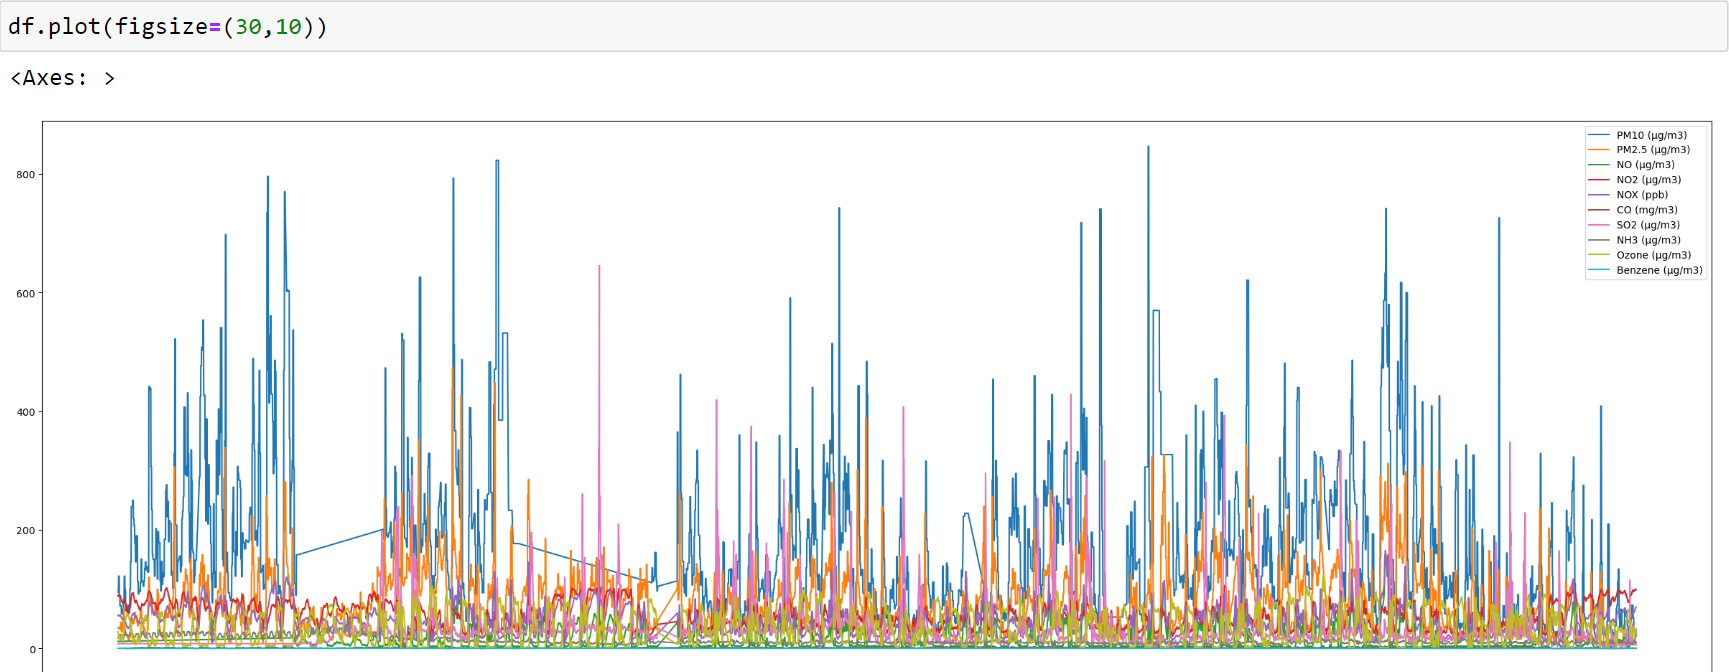 df.plot(figsize=(30,10))
<Axes: >
PM10 (µg/m3)
PM2.5 (µg/m3)
NO (µg/m3)
NO2 (µg/m3)
NOX (ppb)
CO (mg/m3)
SO2 (µg/m3)
NH3 (µg/m3)
Ozone (µg/m3)
Benzene (µg/m3)
800
600
400
200
0